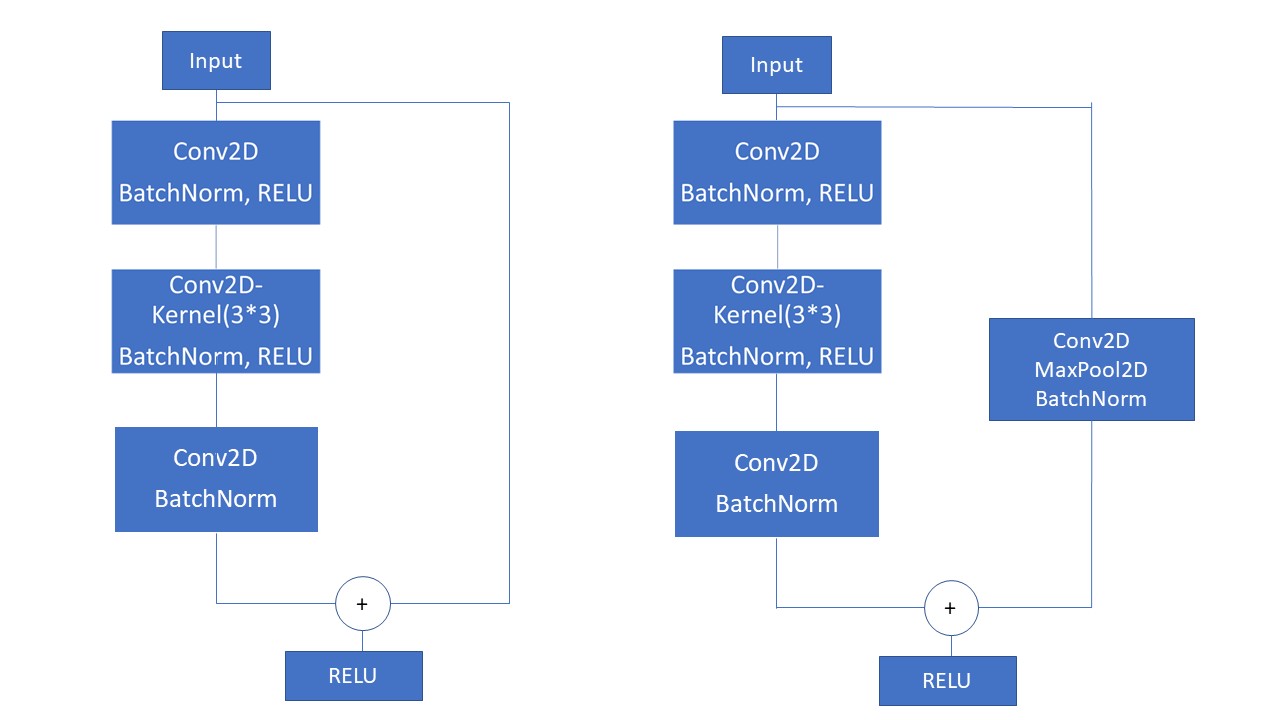 Input
Conv2D
BatchNorm, RELU
Conv2D-
Kernel(3*3)
BatchNorm, RELU
Conv2D
BatchNorm
+
RELU
Input
Conv2D
BatchNorm, RELU
Conv2D-
Kernel(3*3)
BatchNorm, RELU
Conv2D
MaxPool2D
BatchNorm
Conv2D
BatchNorm
+
RELU